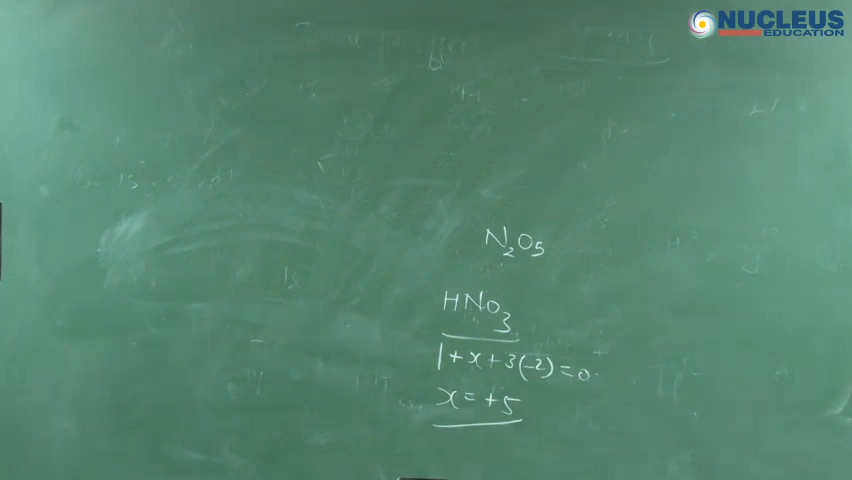 NUCLEUS
EDUCATION
N₂O₅
HNO₃
1+x+3(-2)=0
x=+5